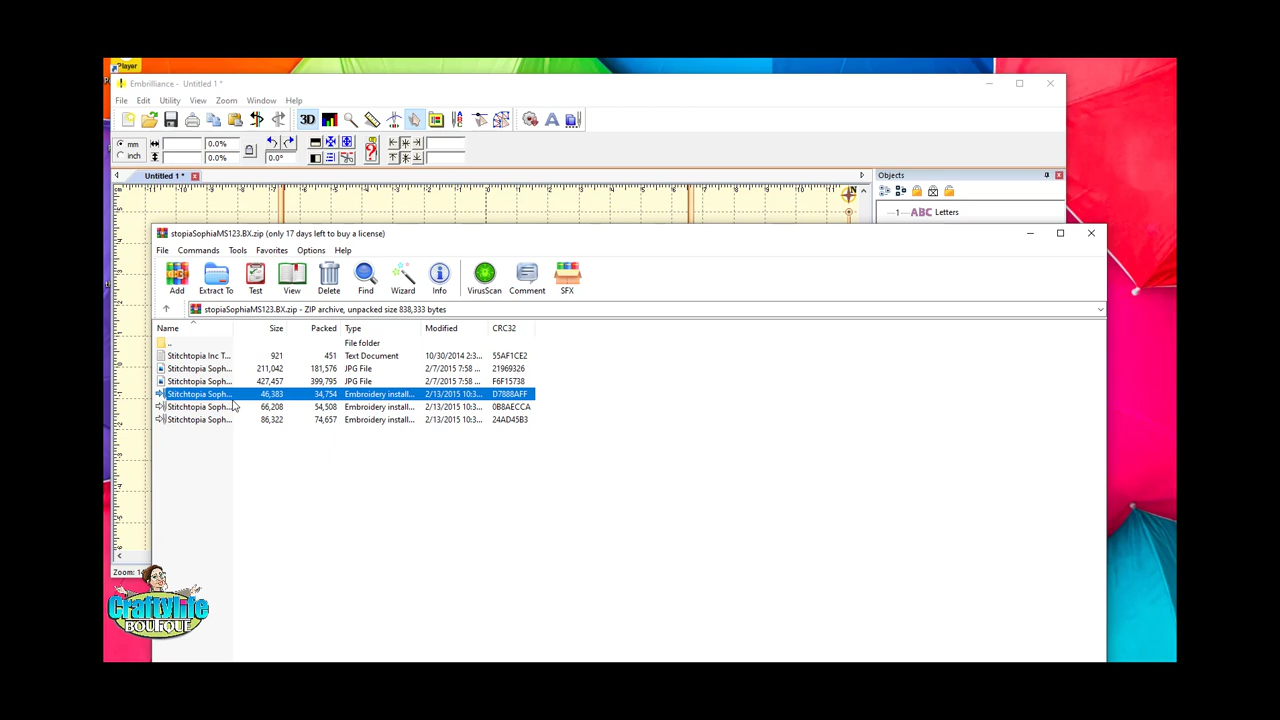 Player
Embrilliance - Untitled 1 *
File Edit Utility View Zoom Window Help
3D
mm 0.0%
inch 0.0% 0.0°
Untitled 1 *
Objects
cm
N
1 ABC Letters
stopiaSophiaMS123.BX.zip (only 17 days left to buy a license)
File Commands Tools Favorites Options Help
Add Extract To Test View Delete Find Wizard Info VirusScan Comment SFX
stopiaSophiaMS123.BX.zip - ZIP archive, unpacked size 838,333 bytes
Name Size Packed Type Modified CRC32
.. File folder
Stitchtopia Inc T... 921 451 Text Document 10/30/2014 2:3... 55AF1CE2
Stitchtopia Soph... 211,042 181,576 JPG File 2/7/2015 7:58 ... 21969326
Stitchtopia Soph... 427,457 399,795 JPG File 2/7/2015 7:58 ... F6F15738
Stitchtopia Soph... 46,383 34,754 Embroidery install... 2/13/2015 10:3... D7888AFF
Stitchtopia Soph... 66,208 54,508 Embroidery install... 2/13/2015 10:3... 0B8AECCA
Stitchtopia Soph... 86,322 74,657 Embroidery install... 2/13/2015 10:3... 24AD45B3
Zoom: 1
CraftyLife
BOUTIQUE